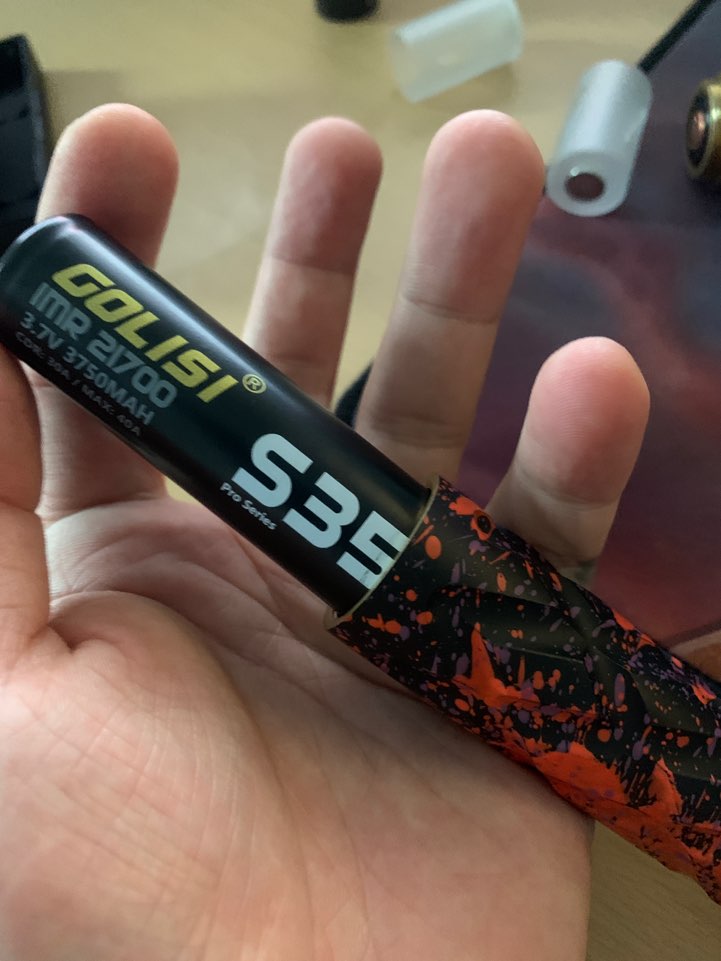 GOLISI®
IMR 21700
3.7V 3750MAH
CDR: 30A / MAX: 40A
S35
Pro Series